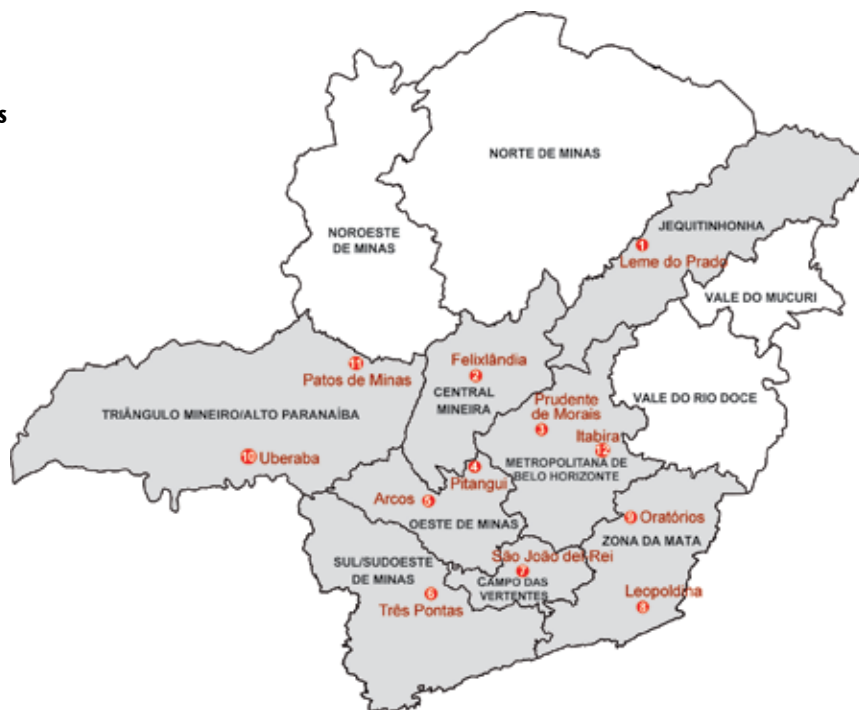 s
NORTE DE MINAS
NOROESTE
DE MINAS
JEQUITINHONHA
1
Leme do Prado
VALE DO MUCURI
11
Patos de Minas
Felixlândia
2
CENTRAL
MINEIRA
VALE DO RIO DOCE
TRIÂNGULO MINEIRO/ALTO PARANAÍBA
Prudente
de Morais
3
Itabira
12
10 Uberaba
4
Pitangui
METROPOLITANA DE
BELO HORIZONTE
Arcos 5
OESTE DE MINAS
9 Oratórios
ZONA DA MATA
São João del Rei
7
CAMPO DAS
VERTENTES
SUL/SUDOESTE
DE MINAS
6
Três Pontas
Leopoldina
8